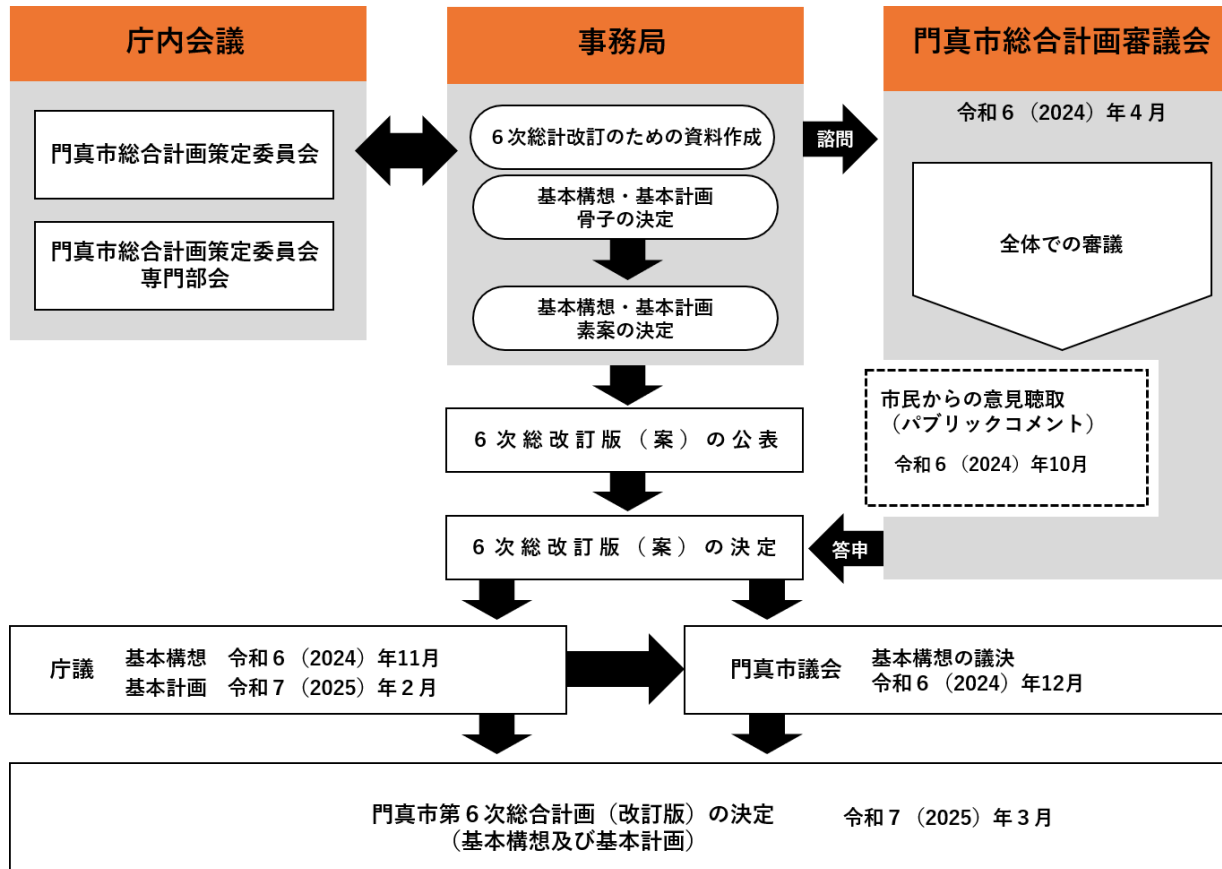 庁内会議
門真市総合計画策定委員会
門真市総合計画策定委員会
専門部会
事務局
６次総計改訂のための資料作成
基本構想・基本計画
骨子の決定
基本構想・基本計画
素案の決定
諮問
門真市総合計画審議会
令和６（2024）年４月
全体での審議
市民からの意見聴取
（パブリックコメント）
令和６（2024）年10月
６次総改訂版（案）の公表
６次総改訂版（案）の決定
答申
庁議
基本構想　令和６（2024）年11月
基本計画　令和７（2025）年２月
門真市議会
基本構想の議決
令和６（2024）年12月
門真市第６次総合計画（改訂版）の決定　令和７（2025）年３月
（基本構想及び基本計画）